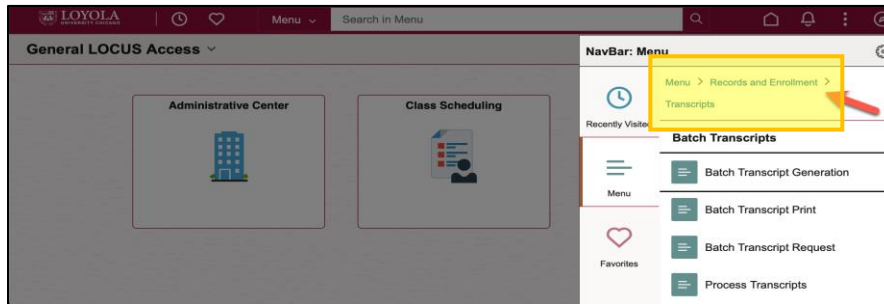 LOYOLA
UNIVERSITY CHICAGO
Menu
Search in Menu
General LOCUS Access
NavBar: Menu
Administrative Center
Class Scheduling
Recently Visited
Menu
Favorites
Menu > Records and Enrollment >
Transcripts
Batch Transcripts
Batch Transcript Generation
Batch Transcript Print
Batch Transcript Request
Process Transcripts